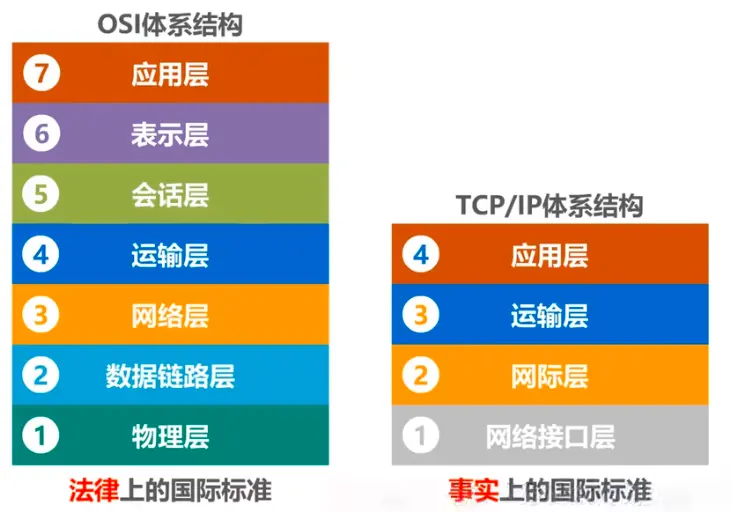 OSI体系结构
7 应用层
6 表示层
5 会话层
4 运输层
3 网络层
2 数据链路层
1 物理层
法律上的国际标准
TCP/IP体系结构
4 应用层
3 运输层
2 网际层
1 网络接口层
事实上的国际标准